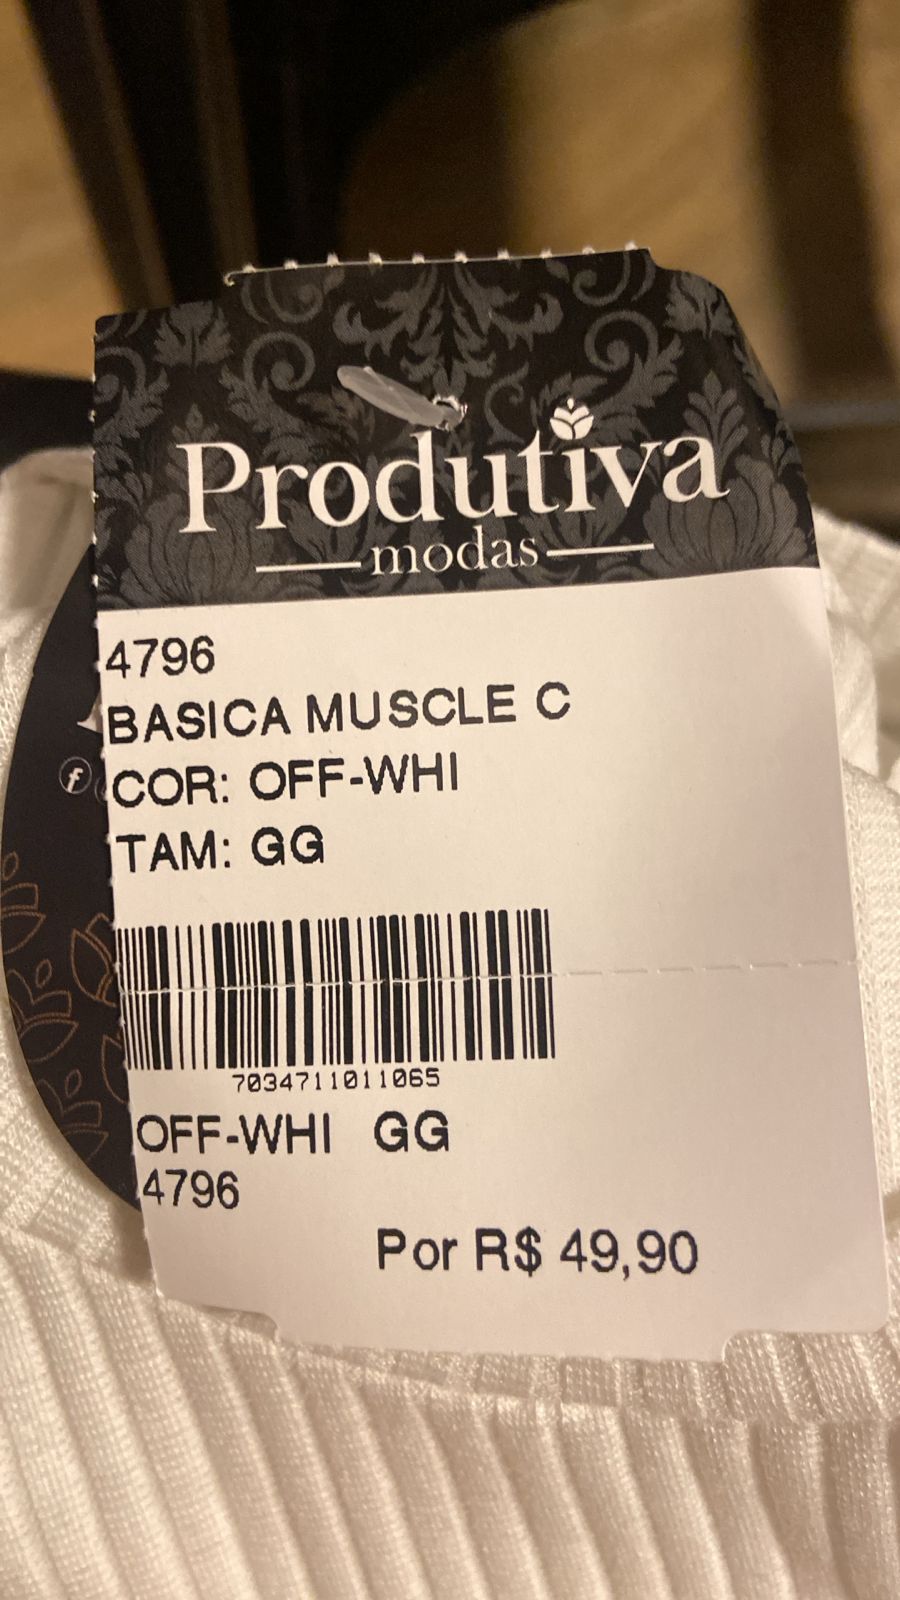 Produtiva
modas
4796
BASICA MUSCLE C
COR: OFF-WHI
TAM: GG
7034711011065
OFF-WHI GG
4796
Por R$ 49,90